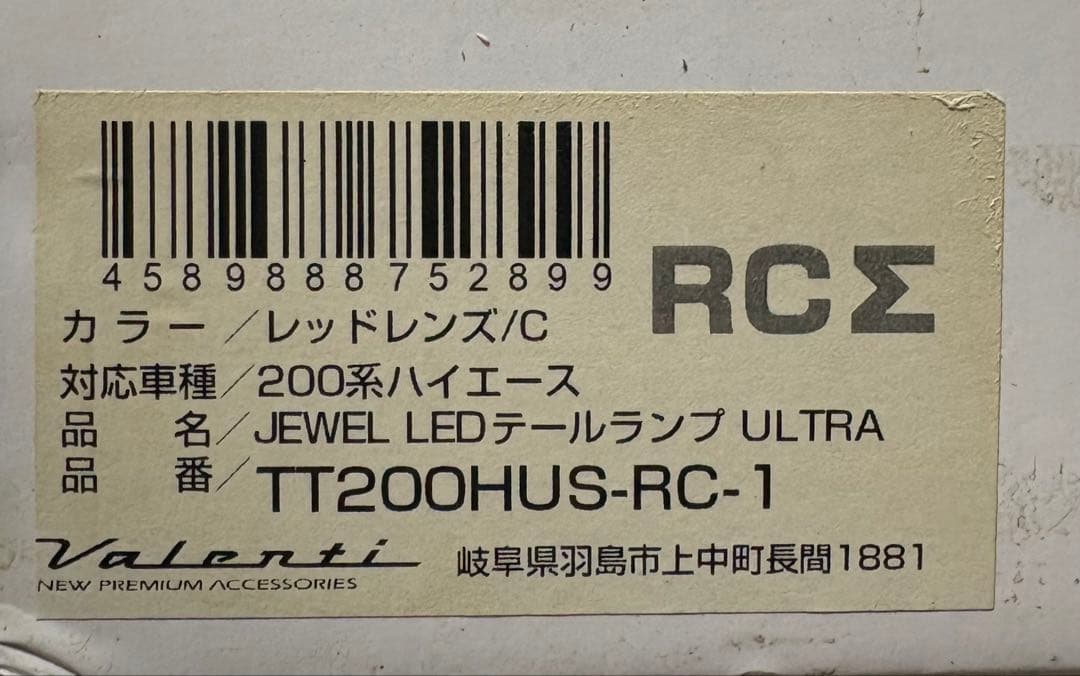 4589888752899
RCΣ
カラー／レッドレンズ/C
対応車種／200系ハイエース
品　名／JEWEL LEDテールランプ ULTRA
品　番／TT200HUS-RC-1
Valenti
NEW PREMIUM ACCESSORIES
岐阜県羽島市上中町長間1881